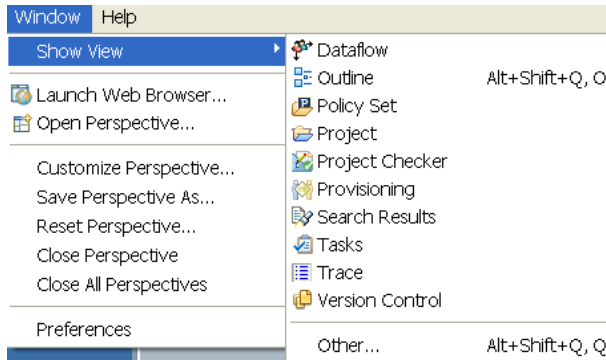 Window Help
Show View
Launch Web Browser...
Open Perspective...
Customize Perspective...
Save Perspective As...
Reset Perspective...
Close Perspective
Close All Perspectives
Preferences
Dataflow
Outline Alt+Shift+Q, O
Policy Set
Project
Project Checker
Provisioning
Search Results
Tasks
Trace
Version Control
Other... Alt+Shift+Q, Q